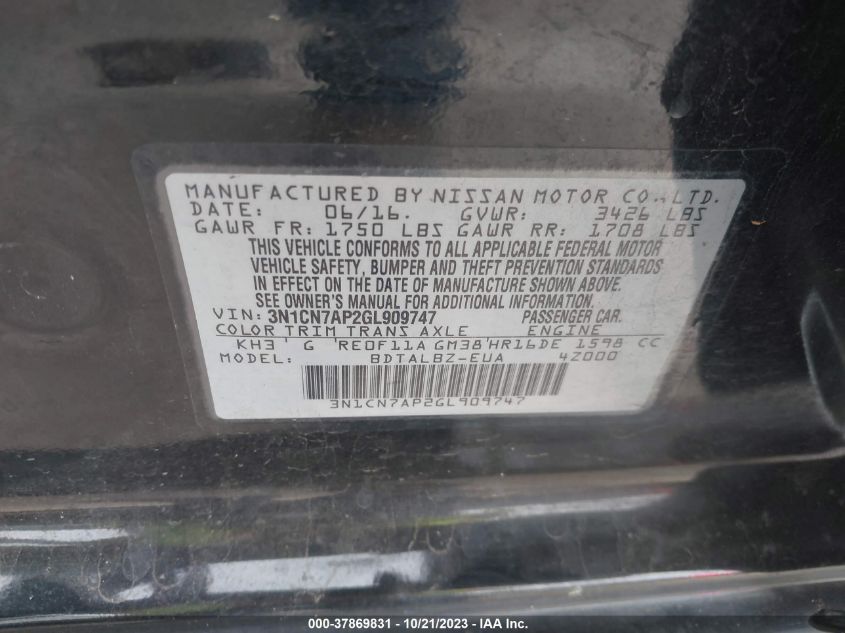 MANUFACTURED BY NISSAN MOTOR CO., LTD.
DATE: 06/16. GVWR: 3426 LBS
GAWR FR: 1750 LBS GAWR RR: 1708 LBS
THIS VEHICLE CONFORMS TO ALL APPLICABLE FEDERAL MOTOR
VEHICLE SAFETY, BUMPER AND THEFT PREVENTION STANDARDS
IN EFFECT ON THE DATE OF MANUFACTURE SHOWN ABOVE.
SEE OWNER'S MANUAL FOR ADDITIONAL INFORMATION.
VIN: 3N1CN7AP2GL909747 PASSENGER CAR.
COLOR TRIM TRANS AXLE ENGINE
KH3 G RE0F11A GM38 HR16DE 1598 CC
MODEL: BDTALBZ-EUA 4Z000
3N1CN7AP2GL909747
000-37869831 - 10/21/2023 - IAA Inc.